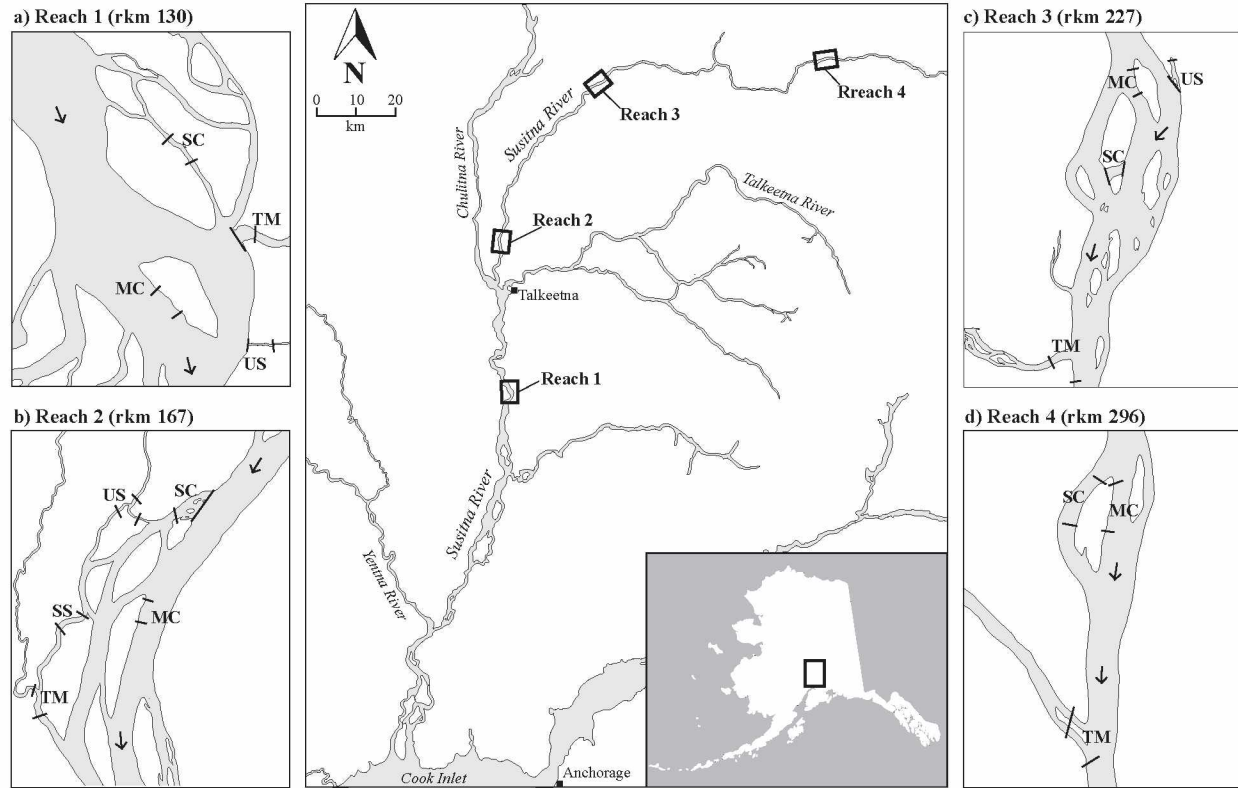 a) Reach 1 (rkm 130)
SC
TM
MC
US
b) Reach 2 (rkm 167)
US
SC
SS
MC
TM
N
0 10 20
km
Chulitna River
Susitna River
Reach 3
Rreach 4
Talkeetna River
Reach 2
Talkeetna
Reach 1
Susitna River
Yentna River
Cook Inlet
Anchorage
c) Reach 3 (rkm 227)
MC
US
SC
TM
d) Reach 4 (rkm 296)
SC
MC
TM